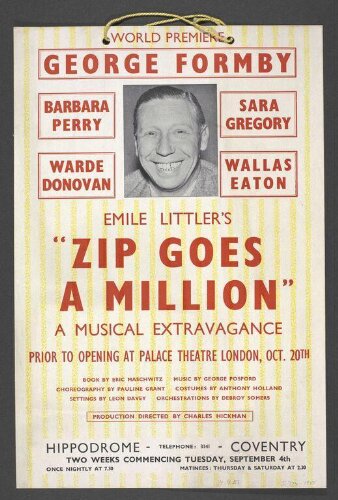 WORLD PREMIERE
GEORGE FORMBY
BARBARA PERRY
SARA GREGORY
WARDE DONOVAN
WALLAS EATON
EMILE LITTLER'S
"ZIP GOES
A MILLION"
A MUSICAL EXTRAVAGANCE
PRIOR TO OPENING AT PALACE THEATRE LONDON, OCT. 20TH
BOOK BY ERIC MASCHWITZ MUSIC BY GEORGE POSFORD
CHOREOGRAPHY BY PAULINE GRANT COSTUMES BY ANTHONY HOLLAND
SETTINGS BY LEON DAVEY ORCHESTRATIONS BY DEBROY SOMERS
PRODUCTION DIRECTED BY CHARLES HICKMAN
HIPPODROME - TELEPHONE: 3141 - COVENTRY
TWO WEEKS COMMENCING TUESDAY, SEPTEMBER 4th
ONCE NIGHTLY AT 7.30 MATINEES: THURSDAY & SATURDAY AT 2.30